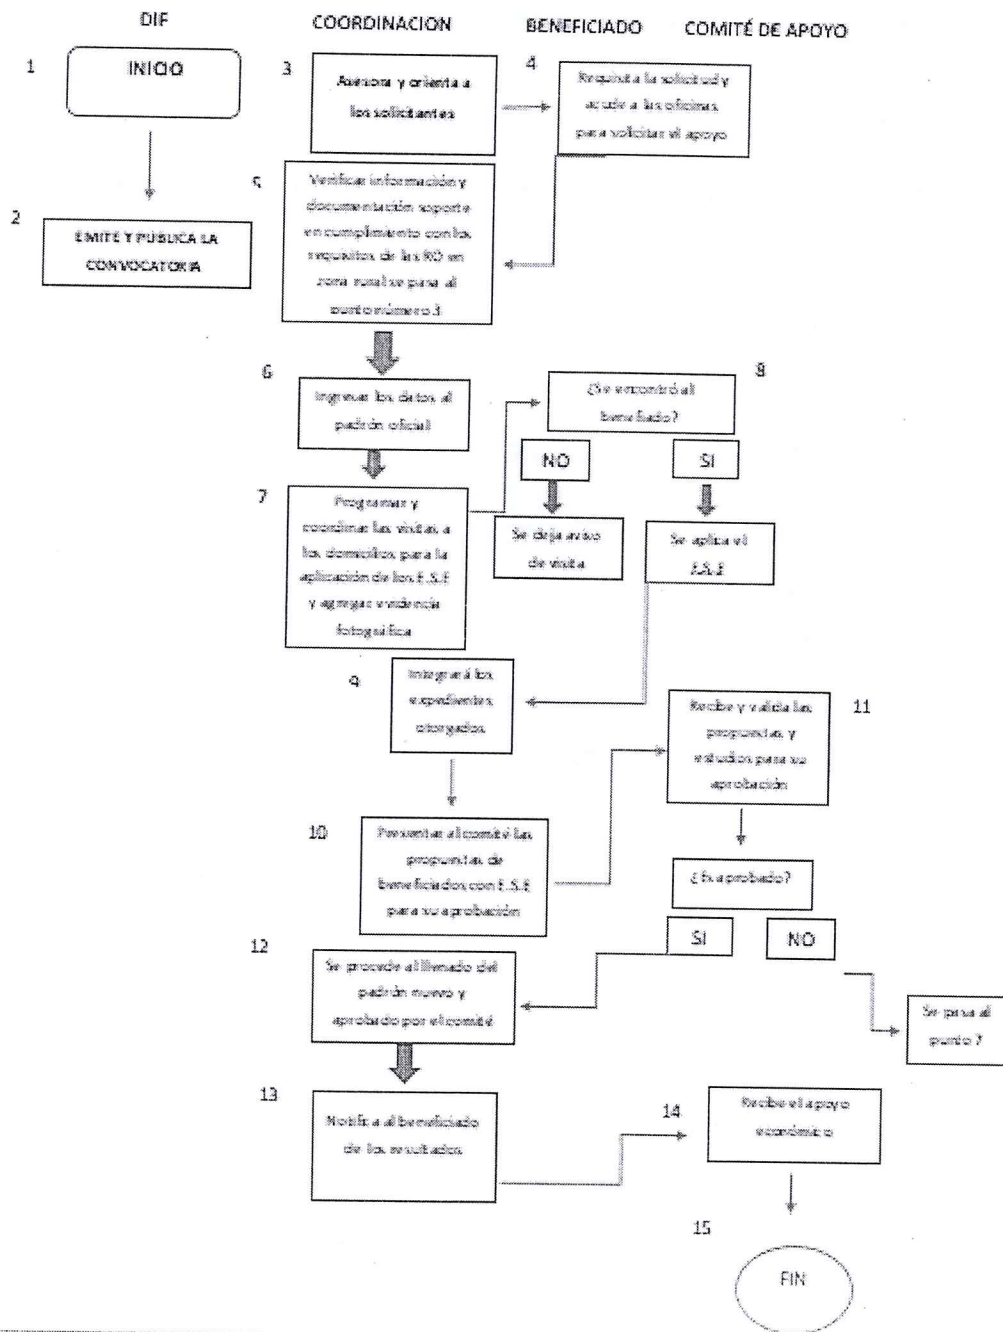 DIF COORDINACION BENEFICIADO COMITÉ DE APOYO
1
INICIO
2
EMITE Y PUBLICA LA
CONVOCATORIA
3
Asesora y orienta a
los solicitantes
4
Requisita la solicitud y
acude a las oficinas
para solicitar el apoyo
5
Verificar información y
documentación soporte
en cumplimiento con los
requisitos de las RO en
zona rural se pasa al
punto número 3
6
Ingresar los datos al
padrón oficial
7
Programar y
coordinar las visitas a
los domicilios para la
aplicación de los E.S.E
y agregar evidencia
fotográfica
8
¿Se encontró al
benefiado?
NO
SI
Se deja aviso
de visita
Se aplica el
E.S.E
9
Integrará los
expedientes
otorgados
10
Presentar al comité las
propuestas de
beneficiados con E.S.E
para su aprobación
11
Recibe y valida las
propuestas y
estudios para su
aprobación
¿Es aprobado?
SI
NO
Se pasa al
punto 7
12
Se procede al llenado del
padrón nuevo y
aprobado por el comité
13
Notifica al beneficiado
de los resultados
14
Recibe el apoyo
económico
15
FIN